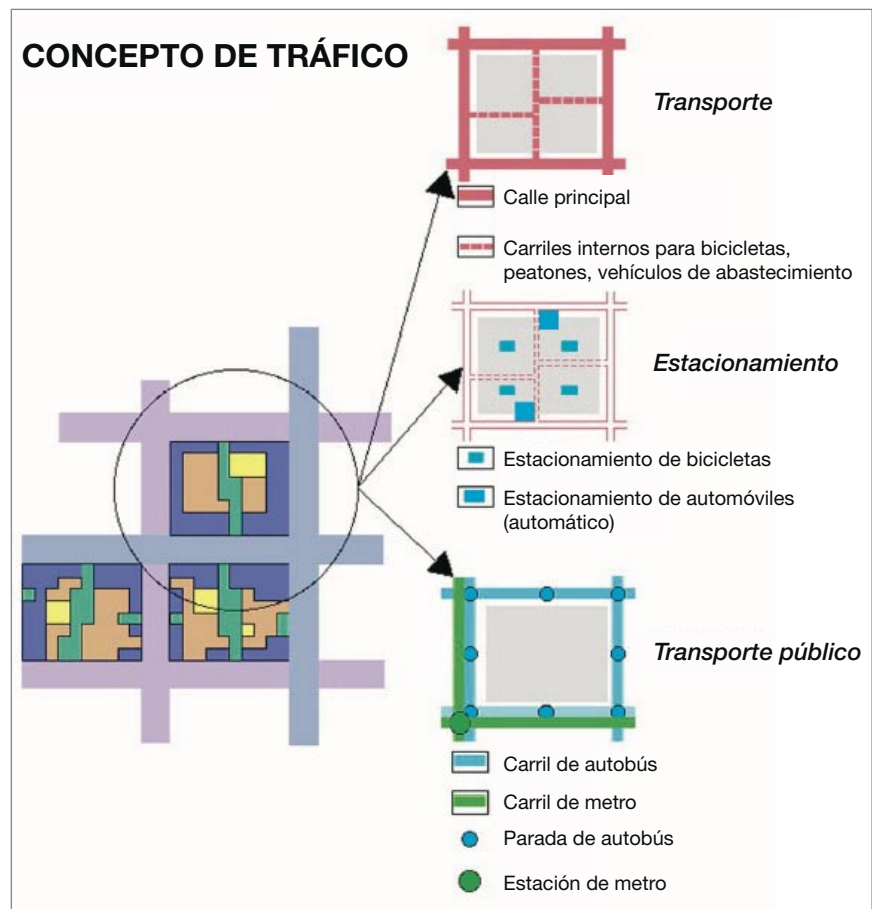 CONCEPTO DE TRÁFICO
Transporte
Calle principal
Carriles internos para bicicletas,
peatones, vehículos de abastecimiento
Estacionamiento
Estacionamiento de bicicletas
Estacionamiento de automóviles
(automático)
Transporte público
Carril de autobús
Carril de metro
Parada de autobús
Estación de metro